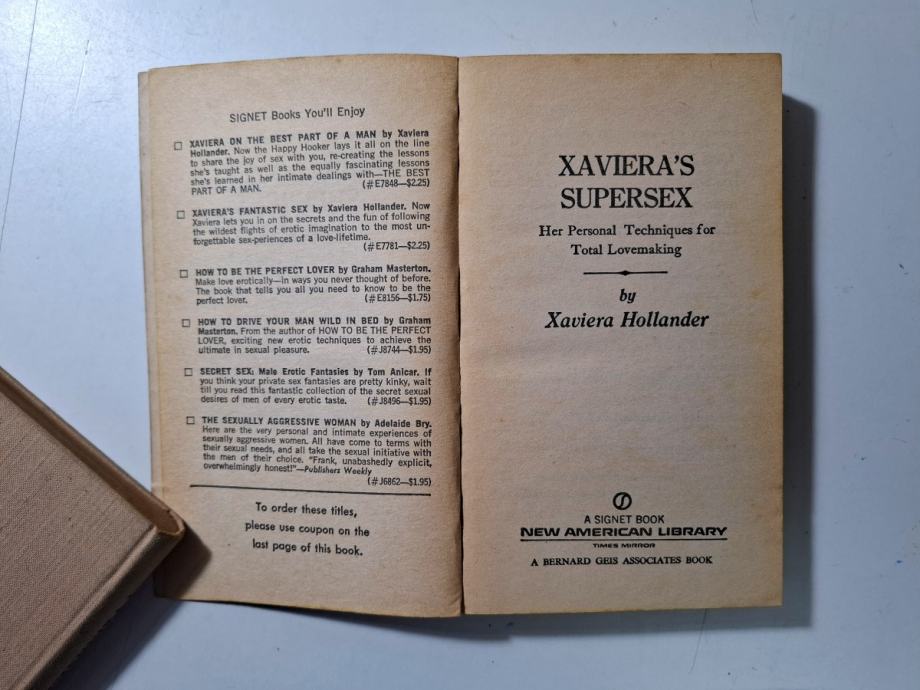 SIGNET Books You'll Enjoy
□ XAVIERA ON THE BEST PART OF A MAN by Xaviera
Hollander. Now the Happy Hooker lays it all on the line
to share the joy of sex with you, re-creating the lessons
she's taught as well as the equally fascinating lessons
she's learned in her intimate dealings with—THE BEST
PART OF A MAN. (#E7848—$2.25)
□ XAVIERA'S FANTASTIC SEX by Xaviera Hollander. Now
Xaviera lets you in on the secrets and the fun of following
the wildest flights of erotic imagination to the most un-
forgettable sex-periences of a love-lifetime.
(#E7781—$2.25)
□ HOW TO BE THE PERFECT LOVER by Graham Masterton.
Make love erotically—in ways you never thought of before.
The book that tells you all you need to know to be the
perfect lover. (#E8156—$1.75)
□ HOW TO DRIVE YOUR MAN WILD IN BED by Graham
Masterton. From the author of HOW TO BE THE PERFECT
LOVER, exciting new erotic techniques to achieve the
ultimate in sexual pleasure. (#J8744—$1.95)
□ SECRET SEX: Male Erotic Fantasies by Tom Anicar. If
you think your private sex fantasies are pretty kinky, wait
till you read this fantastic collection of the secret sexual
desires of men of every erotic taste. (#J8496—$1.95)
□ THE SEXUALLY AGGRESSIVE WOMAN by Adelaide Bry.
Here are the very personal and intimate experiences of
sexually aggressive women. All have come to terms with
their sexual needs, and all take the sexual initiative with
the men of their choice. "Frank, unabashedly explicit,
overwhelmingly honest!"—Publishers Weekly
(#J6862—$1.95)
To order these titles,
please use coupon on the
last page of this book.
XAVIERA'S
SUPERSEX
Her Personal Techniques for
Total Lovemaking
by
Xaviera Hollander
A SIGNET BOOK
NEW AMERICAN LIBRARY
TIMES MIRROR
A BERNARD GEIS ASSOCIATES BOOK